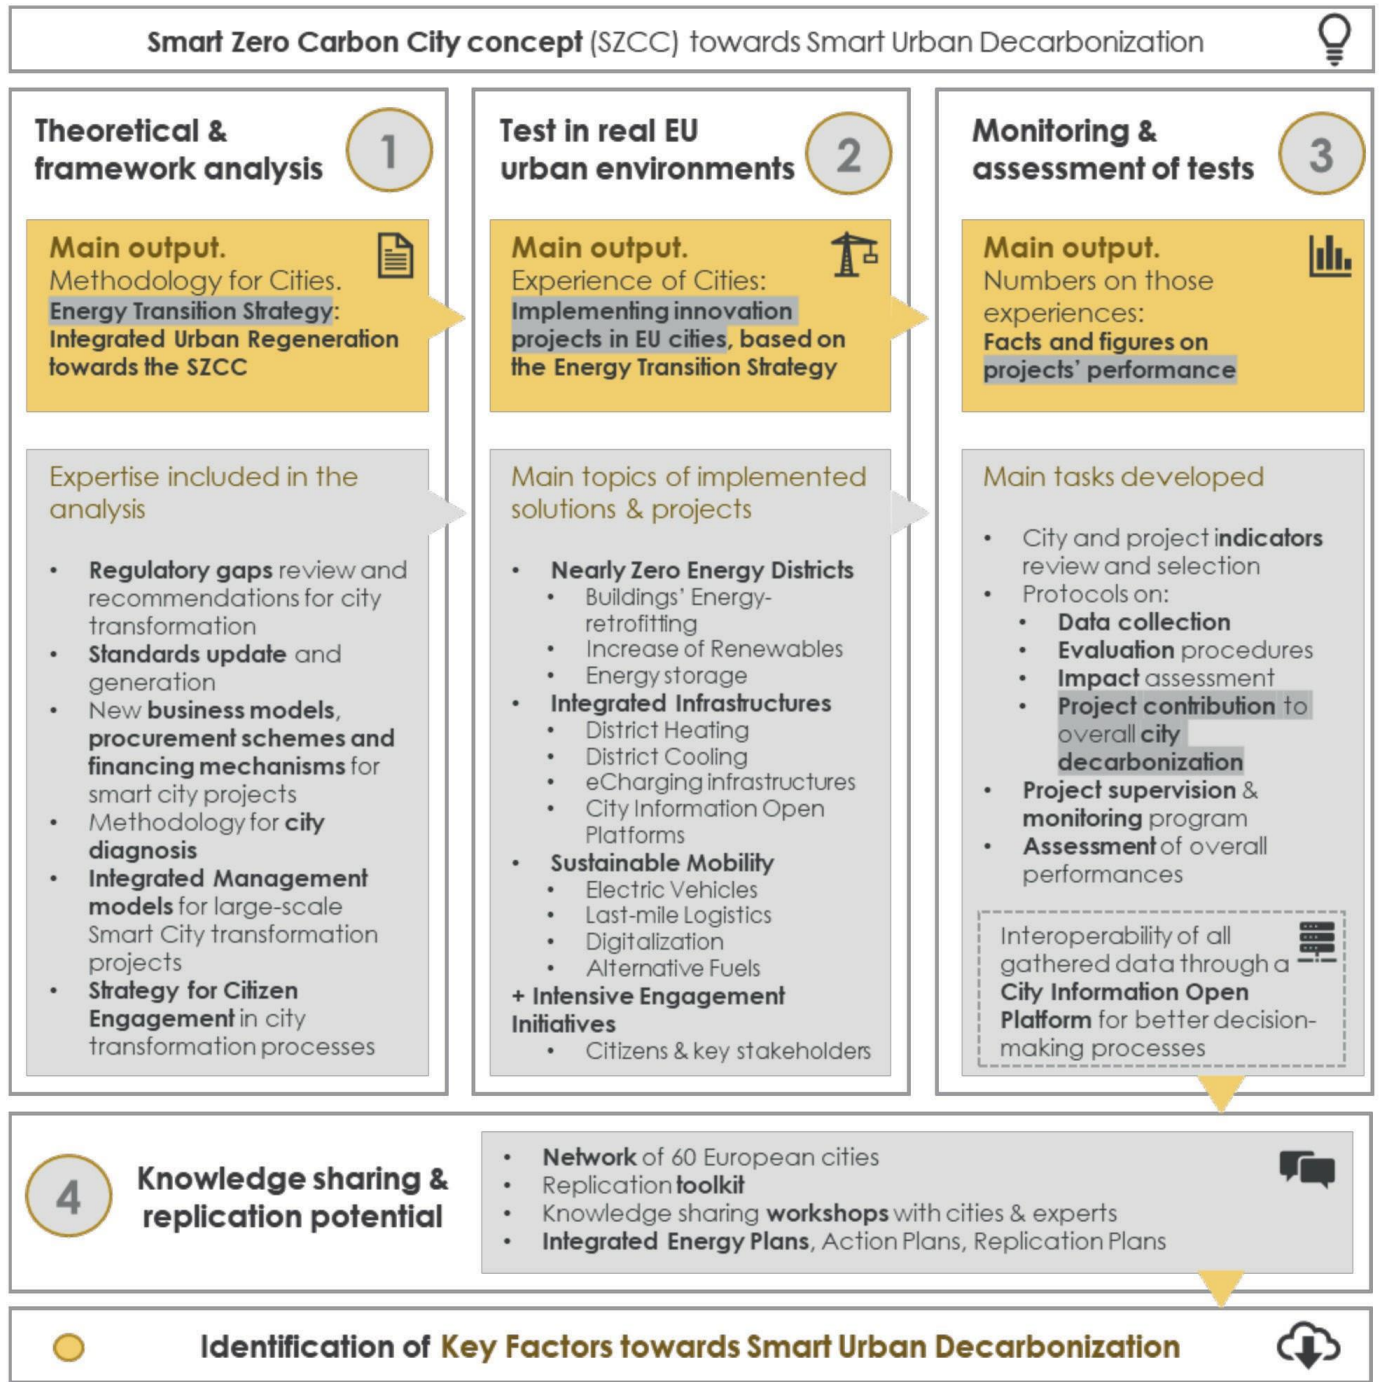 Smart Zero Carbon City concept (SZCC) towards Smart Urban Decarbonization
Theoretical &
framework analysis
1
Main output.
Methodology for Cities.
Energy Transition Strategy:
Integrated Urban Regeneration
towards the SZCC
Expertise included in the
analysis
• Regulatory gaps review and
recommendations for city
transformation
• Standards update and
generation
• New business models,
procurement schemes and
financing mechanisms for
smart city projects
• Methodology for city
diagnosis
• Integrated Management
models for large-scale
Smart City transformation
projects
• Strategy for Citizen
Engagement in city
transformation processes
Test in real EU
urban environments
2
Main output.
Experience of Cities:
Implementing innovation
projects in EU cities, based on
the Energy Transition Strategy
Main topics of implemented
solutions & projects
• Nearly Zero Energy Districts
• Buildings' Energy-
retrofitting
• Increase of Renewables
• Energy storage
• Integrated Infrastructures
• District Heating
• District Cooling
• eCharging infrastructures
• City Information Open
Platforms
• Sustainable Mobility
• Electric Vehicles
• Last-mile Logistics
• Digitalization
• Alternative Fuels
+ Intensive Engagement
Initiatives
• Citizens & key stakeholders
Monitoring &
assessment of tests
3
Main output.
Numbers on those
experiences:
Facts and figures on
projects' performance
Main tasks developed
• City and project indicators
review and selection
• Protocols on:
• Data collection
• Evaluation procedures
• Impact assessment
• Project contribution to
overall city
decarbonization
• Project supervision &
monitoring program
• Assessment of overall
performances
Interoperability of all
gathered data through a
City Information Open
Platform for better decision-
making processes
4
Knowledge sharing &
replication potential
• Network of 60 European cities
• Replication toolkit
• Knowledge sharing workshops with cities & experts
• Integrated Energy Plans, Action Plans, Replication Plans
Identification of Key Factors towards Smart Urban Decarbonization